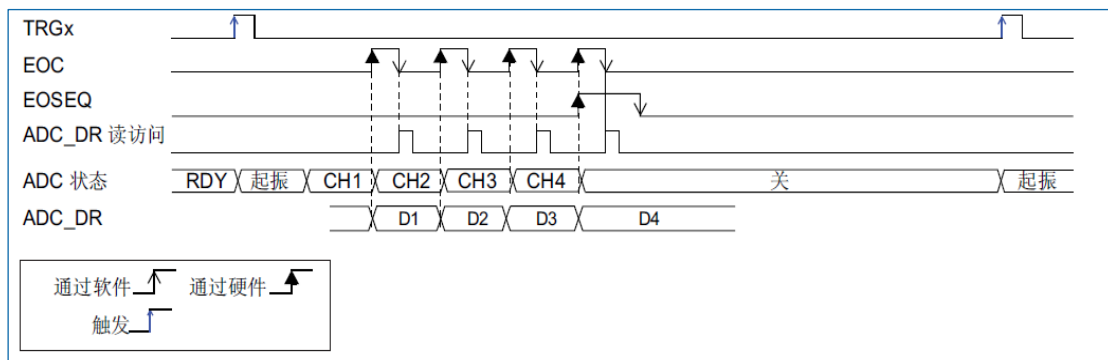 TRGx
EOC
EOSEQ
ADC_DR 读访问
ADC 状态 RDY 起振 CH1 CH2 CH3 CH4 关 起振
ADC_DR D1 D2 D3 D4
通过软件 通过硬件
触发